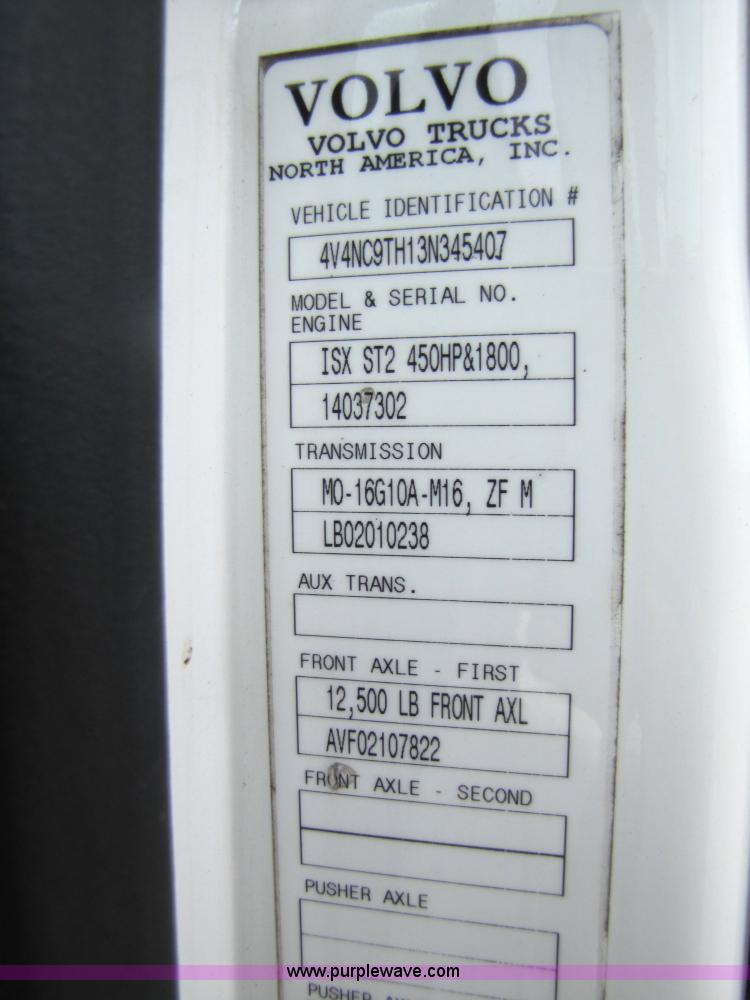 VOLVO
VOLVO TRUCKS
NORTH AMERICA, INC.
VEHICLE IDENTIFICATION #
4V4NC9TH13N345407
MODEL & SERIAL NO.
ENGINE
ISX ST2 450HP&1800,
14037302
TRANSMISSION
MO-16G10A-M16, ZF M
LB02010238
AUX TRANS.
FRONT AXLE - FIRST
12,500 LB FRONT AXL
AVF02107822
FRONT AXLE - SECOND
PUSHER AXLE
www.purplewave.com
PUSHER